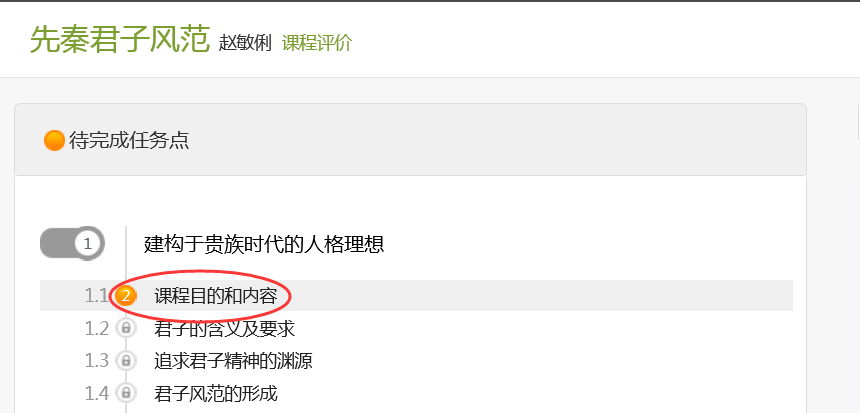 先秦君子风范 赵敏俐 课程评价
待完成任务点
1 建构于贵族时代的人格理想
1.1 2 课程目的和内容
1.2 君子的含义及要求
1.3 追求君子精神的渊源
1.4 君子风范的形成